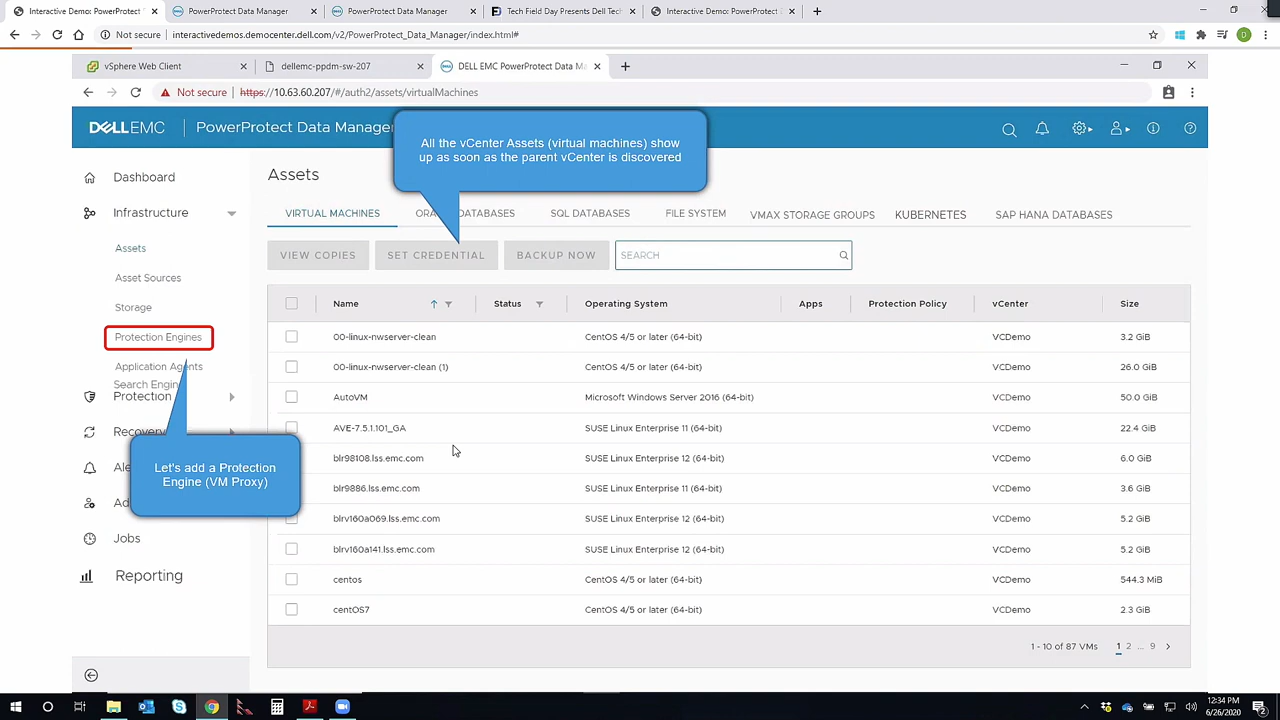 Interactive Demo: PowerProtect
PowerProtect Data Manager
PowerProtect Data Manager
Tech Field Day Presents Dell Tech
Interactive Demo: PowerProtect
Not secure | interactivedemos.democenter.dell.com/v2/PowerProtect_Data_Manager/index.html#
vSphere Web Client
dellemc-ppdm-sw-207
DELL EMC PowerProtect Data Ma
Not secure | https://10.63.60.207/#/auth2/assets/virtualMachines
DELLEMC
PowerProtect Data Manager
All the vCenter Assets (virtual machines) show
up as soon as the parent vCenter is discovered
Dashboard
Infrastructure
Assets
Asset Sources
Storage
Protection Engines
Application Agents
Search Engin
Protection
Recovery
Ale
Ad
Jobs
Reporting
Let's add a Protection
Engine (VM Proxy)
Assets
VIRTUAL MACHINES
ORA DATABASES
SQL DATABASES
FILE SYSTEM
VMAX STORAGE GROUPS
KUBERNETES
SAP HANA DATABASES
VIEW COPIES
SET CREDENTIAL
BACKUP NOW
SEARCH
Name Status Operating System Apps Protection Policy vCenter Size
00-linux-nwserver-clean CentOS 4/5 or later (64-bit) VCDemo 3.2 GiB
00-linux-nwserver-clean (1) CentOS 4/5 or later (64-bit) VCDemo 26.0 GiB
AutoVM Microsoft Windows Server 2016 (64-bit) VCDemo 50.0 GiB
AVE-7.5.1.101_GA SUSE Linux Enterprise 11 (64-bit) VCDemo 22.4 GiB
blr98108.lss.emc.com SUSE Linux Enterprise 12 (64-bit) VCDemo 6.0 GiB
blr9886.lss.emc.com SUSE Linux Enterprise 11 (64-bit) VCDemo 3.6 GiB
blrv160a069.lss.emc.com SUSE Linux Enterprise 12 (64-bit) VCDemo 5.2 GiB
blrv160a141.lss.emc.com SUSE Linux Enterprise 12 (64-bit) VCDemo 5.2 GiB
centos CentOS 4/5 or later (64-bit) VCDemo 544.3 MiB
centOS7 CentOS 4/5 or later (64-bit) VCDemo 2.3 GiB
1 - 10 of 87 VMs 1 2 ... 9
12:34 PM
6/26/2020